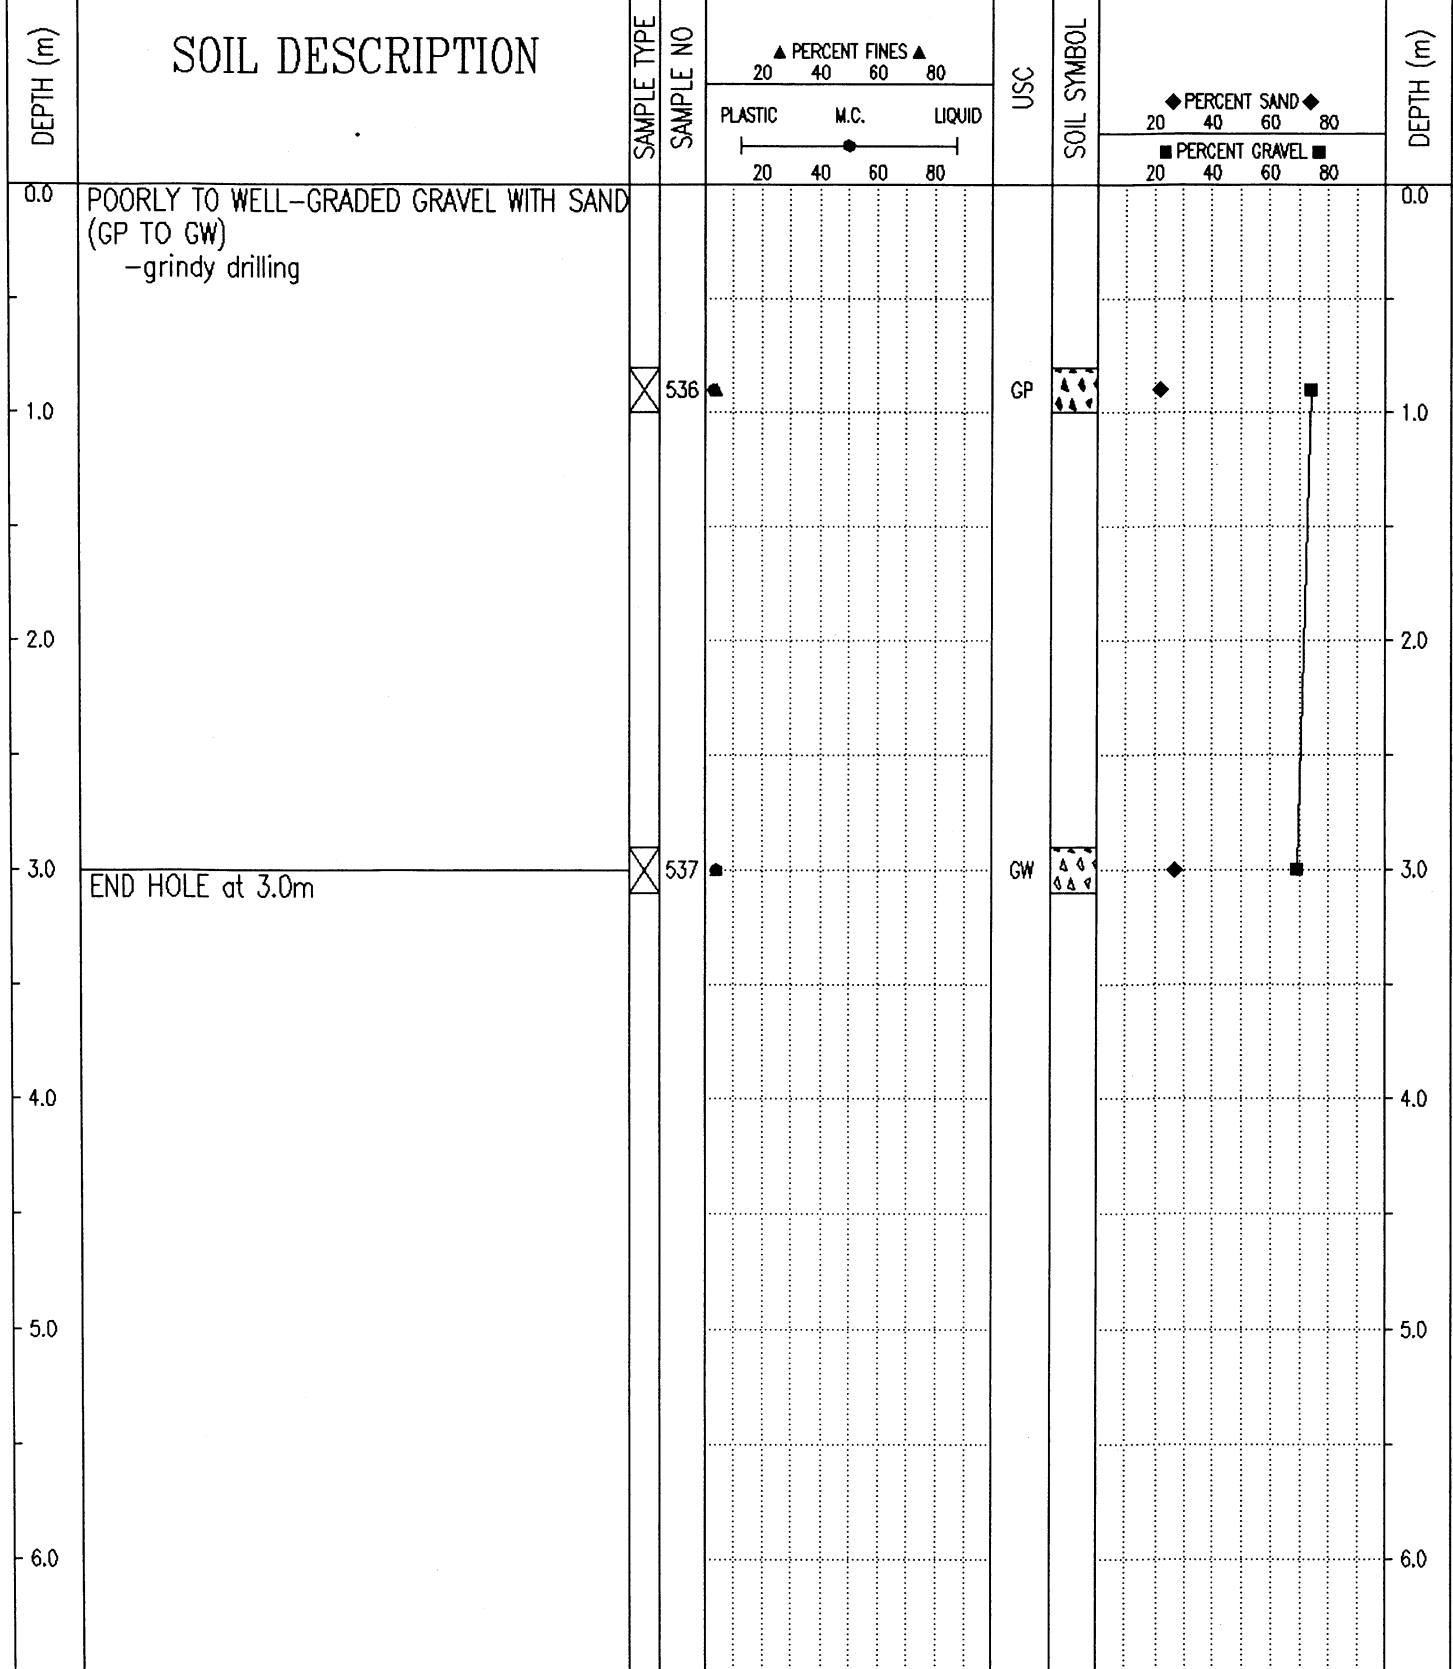 DEPTH (m)
SOIL DESCRIPTION
SAMPLE TYPE
SAMPLE NO
▲ PERCENT FINES ▲
20 40 60 80
PLASTIC M.C. LIQUID
20 40 60 80
USC
SOIL SYMBOL
◆ PERCENT SAND ◆
20 40 60 80
■ PERCENT GRAVEL ■
20 40 60 80
DEPTH (m)
0.0 POORLY TO WELL-GRADED GRAVEL WITH SAND 0.0
(GP TO GW)
-grindy drilling
536 GP
1.0 1.0
2.0 2.0
3.0 537 GW 3.0
END HOLE at 3.0m
4.0 4.0
5.0 5.0
6.0 6.0